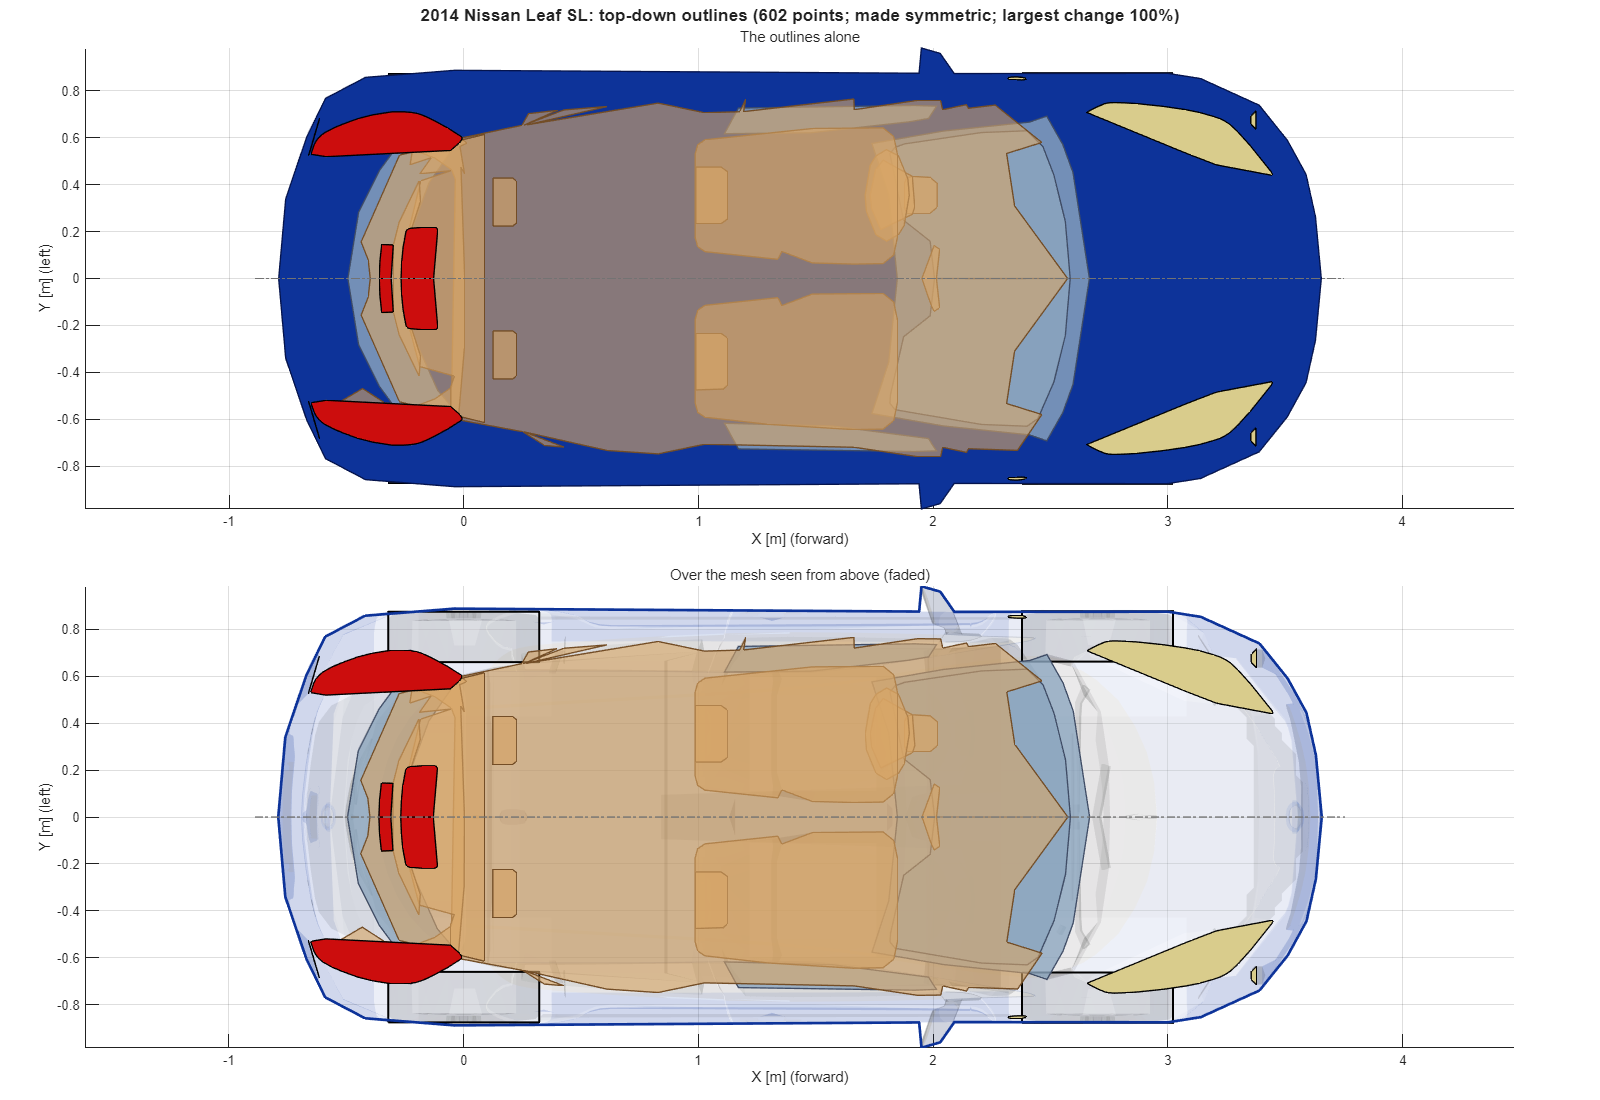 2014 Nissan Leaf SL: top-down outlines (602 points; made symmetric; largest change 100%)
The outlines alone
0.8
0.6
0.4
0.2
0
-0.2
-0.4
-0.6
-0.8
Y [m] (left)
-1 0 1 2 3 4
X [m] (forward)
Over the mesh seen from above (faded)
0.8
0.6
0.4
0.2
0
-0.2
-0.4
-0.6
-0.8
Y [m] (left)
-1 0 1 2 3 4
X [m] (forward)